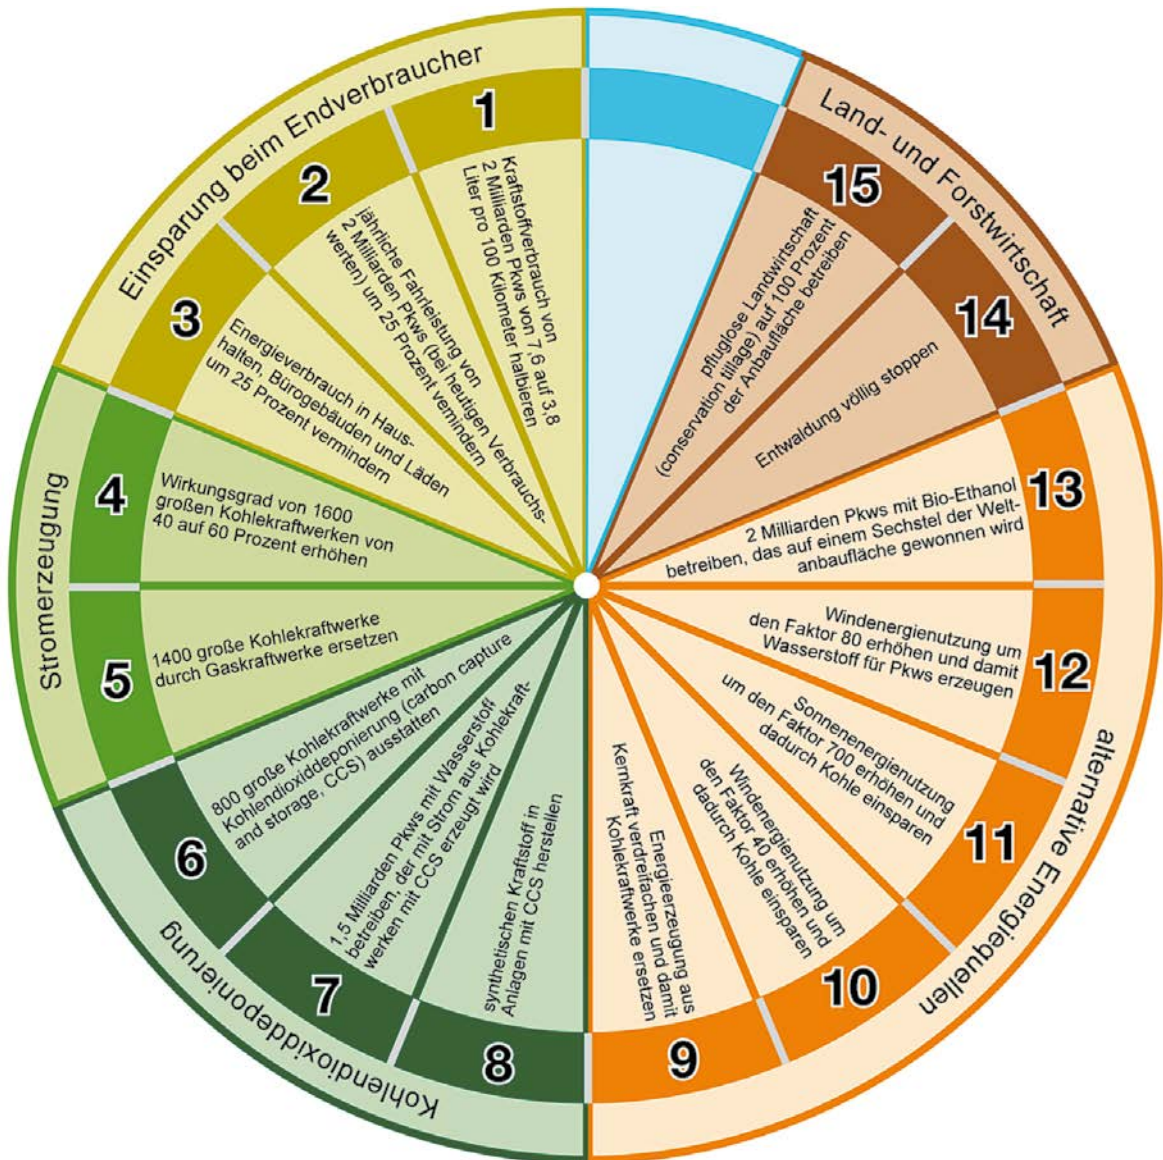 Einsparung beim Endverbraucher
1
Kraftstoffverbrauch von
2 Milliarden Pkws von 7,6 auf 3,8
Liter pro 100 Kilometer halbieren
2
jährliche Fahrleistung von
2 Milliarden Pkws (bei heutigen Verbrauchs-
werten) um 25 Prozent vermindern
3
Energieverbrauch in Haus-
halten, Bürogebäuden und Läden
um 25 Prozent vermindern
Stromerzeugung
4
Wirkungsgrad von 1600
großen Kohlekraftwerken von
40 auf 60 Prozent erhöhen
5
1400 große Kohlekraftwerke
durch Gaskraftwerke ersetzen
Kohlendioxiddeponierung
6
800 große Kohlekraftwerke mit
Kohlendioxiddeponierung (carbon capture
and storage, CCS) ausstatten
7
1,5 Milliarden Pkws mit Wasserstoff
betreiben, der mit Strom aus Kohlekraft-
werken mit CCS erzeugt wird
8
synthetischen Kraftstoff in
Anlagen mit CCS herstellen
alternative Energiequellen
9
Energieerzeugung aus
Kernkraft verdreifachen und damit
Kohlekraftwerke ersetzen
10
Windenergienutzung um
den Faktor 40 erhöhen und
dadurch Kohle einsparen
11
Sonnenenergienutzung
um den Faktor 700 erhöhen und
dadurch Kohle einsparen
12
Windenergienutzung um
den Faktor 80 erhöhen und damit
Wasserstoff für Pkws erzeugen
13
2 Milliarden Pkws mit Bio-Ethanol
betreiben, das auf einem Sechstel der Welt-
anbaufläche gewonnen wird
Land- und Forstwirtschaft
14
Entwaldung völlig stoppen
15
pfluglose Landwirtschaft
(conservation tillage) auf 100 Prozent
der Anbaufläche betreiben